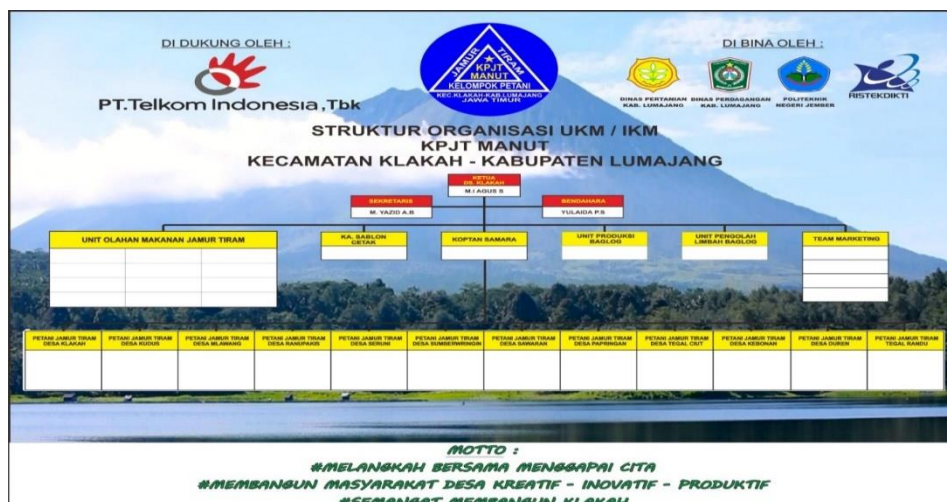 DI DUKUNG OLEH :
PT.Telkom Indonesia ,Tbk
JAMUR TIRAM
KPJT
MANUT
KELOMPOK PETANI
KEC.KLAKAH-KAB.LUMAJANG
JAWA TIMUR
DI BINA OLEH :
DINAS PERTANIAN
KAB. LUMAJANG
DINAS PERDAGANGAN
KAB. LUMAJANG
POLITEKNIK
NEGERI JEMBER
RISTEKDIKTI
STRUKTUR ORGANISASI UKM / IKM
KPJT MANUT
KECAMATAN KLAKAH - KABUPATEN LUMAJANG
KETUA
DS. KLAKAH
M.I AGUS S
SEKRETARIS
M. YAZID A.B
BENDAHARA
YULAIDA P.S
UNIT OLAHAN MAKANAN JAMUR TIRAM
KA. SABLON
CETAK
KOPTAN SAMARA
UNIT PRODUKSI
BAGLOG
UNIT PENGOLAH
LIMBAH BAGLOG
TEAM MARKETING
PETANI JAMUR TIRAM
DESA KLAKAH
PETANI JAMUR TIRAM
DESA KUDUS
PETANI JAMUR TIRAM
DESA MLAWANG
PETANI JAMUR TIRAM
DESA RANUPAKIS
PETANI JAMUR TIRAM
DESA SERUNI
PETANI JAMUR TIRAM
DESA SUMBERWRINGIN
PETANI JAMUR TIRAM
DESA SAWARAN
PETANI JAMUR TIRAM
DESA PAPRINGAN
PETANI JAMUR TIRAM
DESA TEGAL CIUT
PETANI JAMUR TIRAM
DESA KEBONAN
PETANI JAMUR TIRAM
DESA DUREN
PETANI JAMUR TIRAM
TEGAL RANDU
MOTTO :
#MELANGKAH BERSAMA MENGGAPAI CITA
#MEMBANGUN MASYARAKAT DESA KREATIF - INOVATIF - PRODUKTIF
#SEMANGAT MEMBANGUN KLAKAH